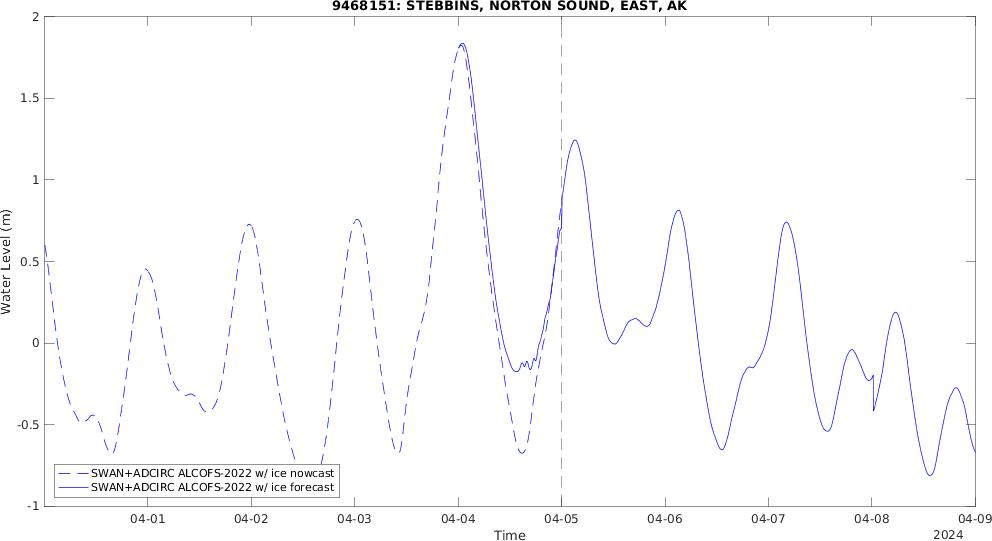 9468151: STEBBINS, NORTON SOUND, EAST, AK
Water Level (m)
2
1.5
1
0.5
0
-0.5
-1
SWAN+ADCIRC ALCOFS-2022 w/ ice nowcast
SWAN+ADCIRC ALCOFS-2022 w/ ice forecast
04-01 04-02 04-03 04-04 04-05 04-06 04-07 04-08 04-09
Time
2024